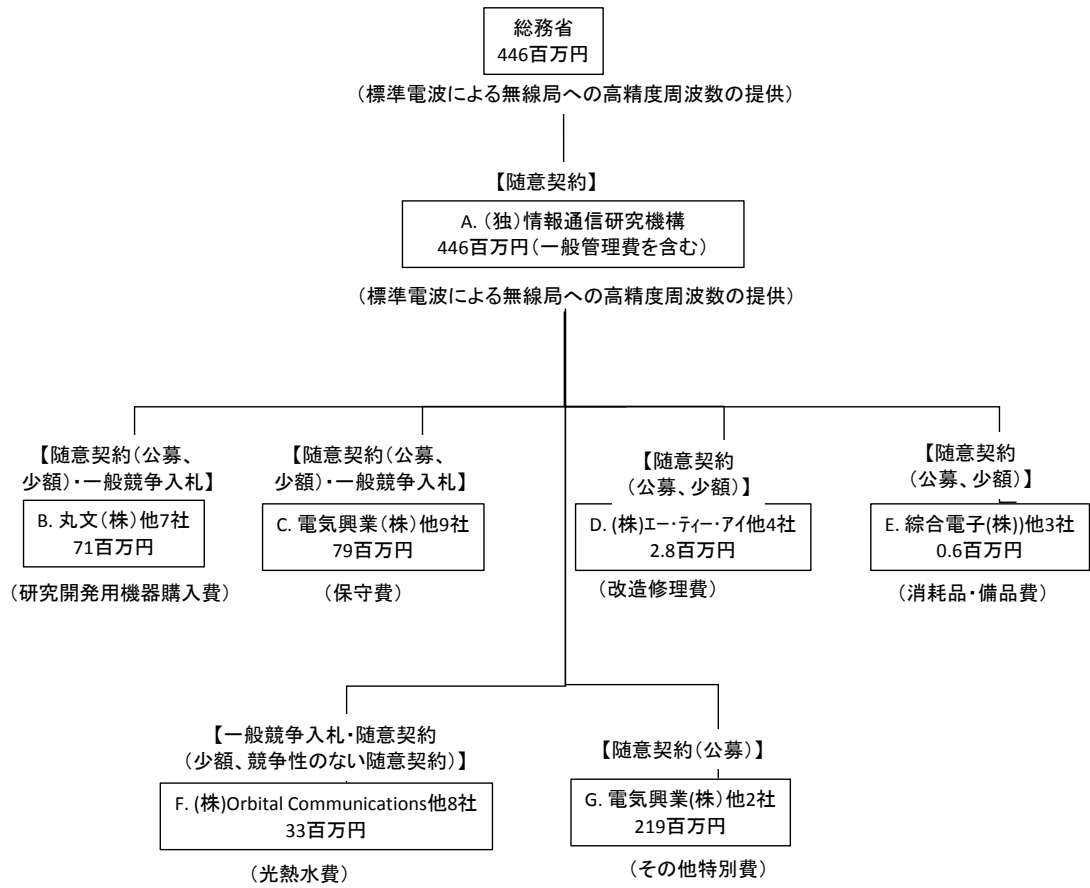 総務省
446百万円
(標準電波による無線局への高精度周波数の提供)
【随意契約】
A. (独)情報通信研究機構
446百万円(一般管理費を含む)
(標準電波による無線局への高精度周波数の提供)
【随意契約(公募、
少額)・一般競争入札】
B. 丸文(株)他7社
71百万円
(研究開発用機器購入費)
【随意契約(公募、
少額)・一般競争入札】
C. 電気興業(株)他9社
79百万円
(保守費)
【随意契約
(公募、少額)】
D. (株)エー・ティー・アイ他4社
2.8百万円
(改造修理費)
【随意契約
(公募、少額)】
E. 綜合電子(株))他3社
0.6百万円
(消耗品・備品費)
【一般競争入札・随意契約
(少額、競争性のない随意契約)】
F. (株)Orbital Communications他8社
33百万円
(光熱水費)
【随意契約(公募)】
G. 電気興業(株)他2社
219百万円
(その他特別費)